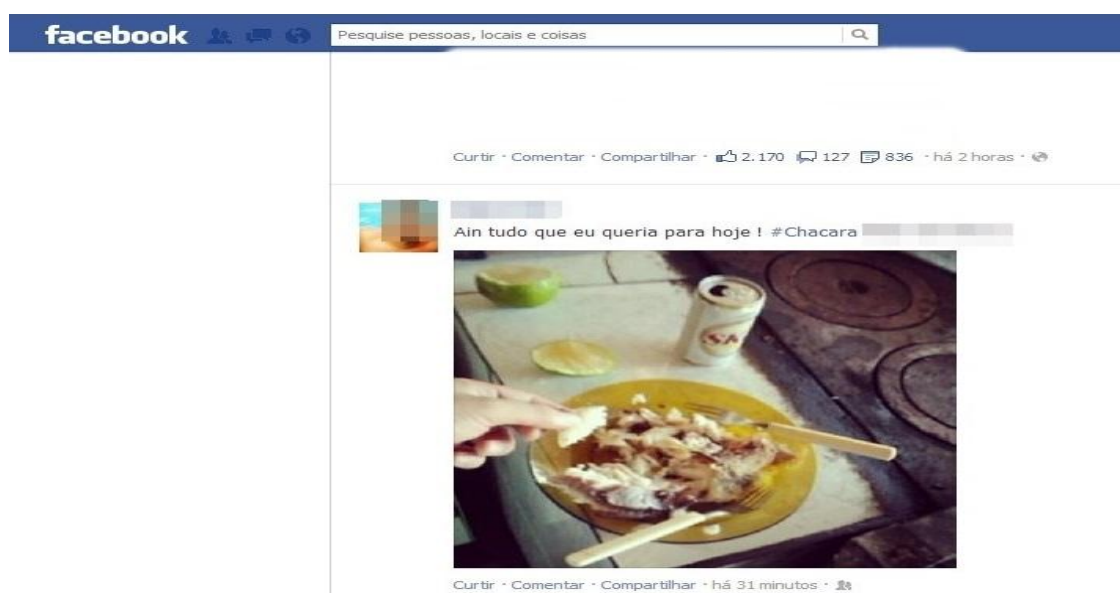 facebook
Pesquise pessoas, locais e coisas
Curtir · Comentar · Compartilhar · 2.170 127 836 · há 2 horas ·
Ain tudo que eu queria para hoje ! #Chacara
Curtir · Comentar · Compartilhar · há 31 minutos ·